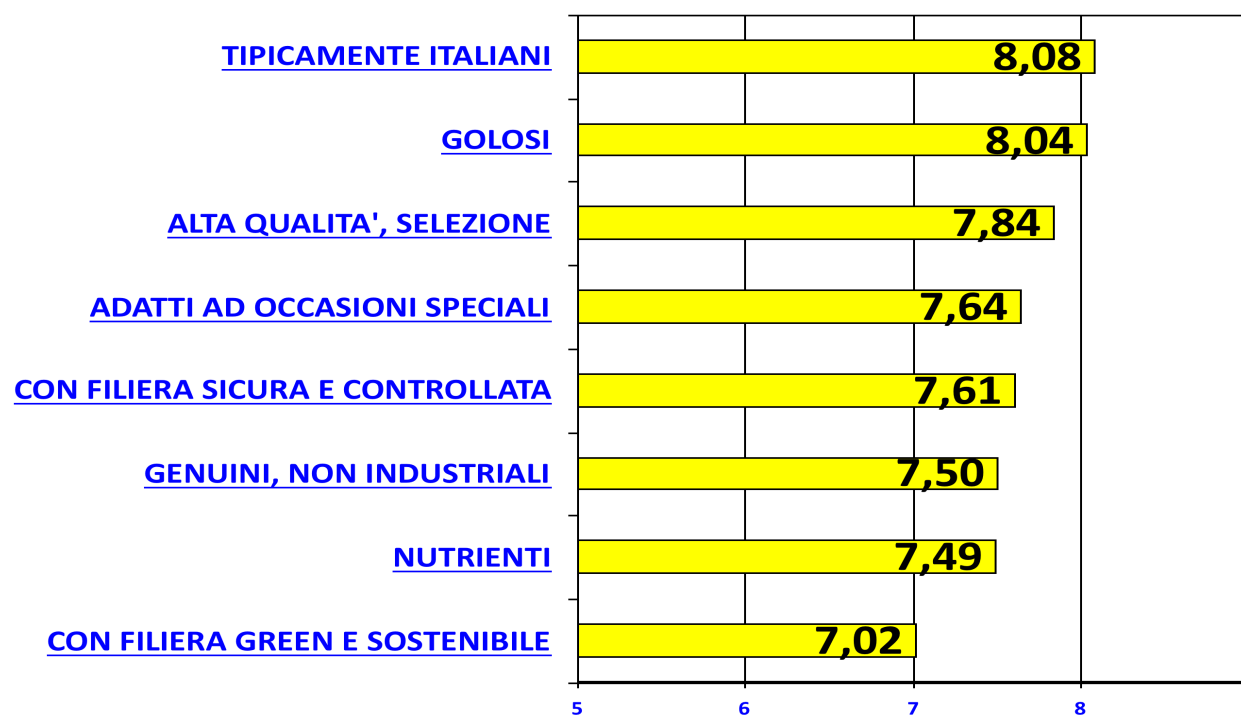 TIPICAMENTE ITALIANI 8,08
GOLOSI 8,04
ALTA QUALITA', SELEZIONE 7,84
ADATTI AD OCCASIONI SPECIALI 7,64
CON FILIERA SICURA E CONTROLLATA 7,61
GENUINI, NON INDUSTRIALI 7,50
NUTRIENTI 7,49
CON FILIERA GREEN E SOSTENIBILE 7,02
5 6 7 8